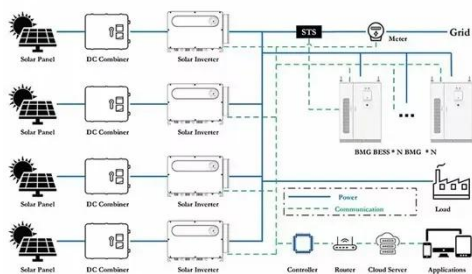 Solar Panel DC Combiner Solar Inverter STS Meter Grid
Solar Panel DC Combiner Solar Inverter
BMG BESS * N BMG * N
Solar Panel DC Combiner Solar Inverter
Power
Communication
Load
Solar Panel DC Combiner Solar Inverter
Controller Router Cloud Server Application